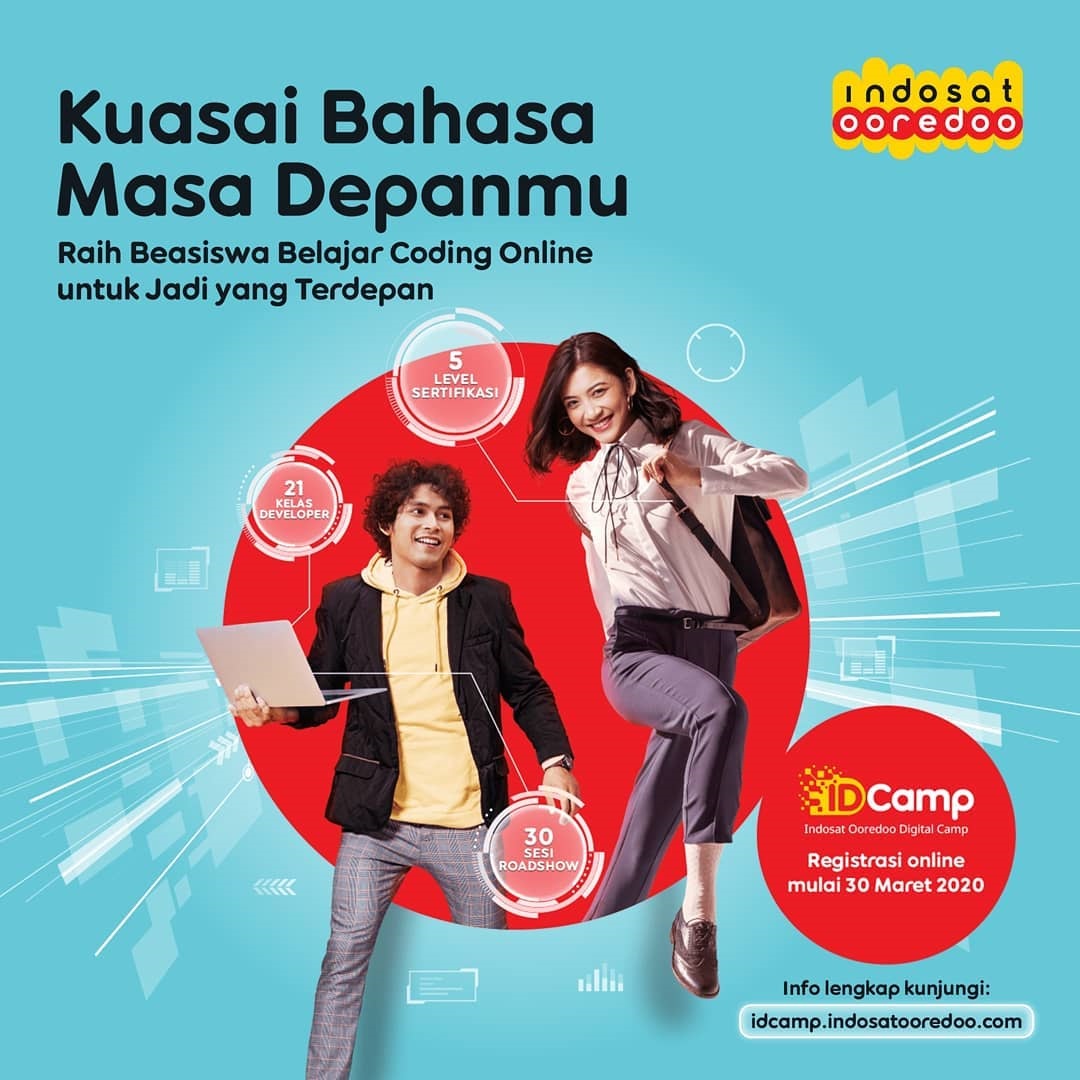 Kuasai Bahasa
Masa Depanmu
Raih Beasiswa Belajar Coding Online
untuk Jadi yang Terdepan
indosat
ooredoo
5
LEVEL
SERTIFIKASI
21
KELAS
DEVELOPER
30
SESI
ROADSHOW
iDCamp
Indosat Ooredoo Digital Camp
Registrasi online
mulai 30 Maret 2020
Info lengkap kunjungi:
idcamp.indosatooredoo.com